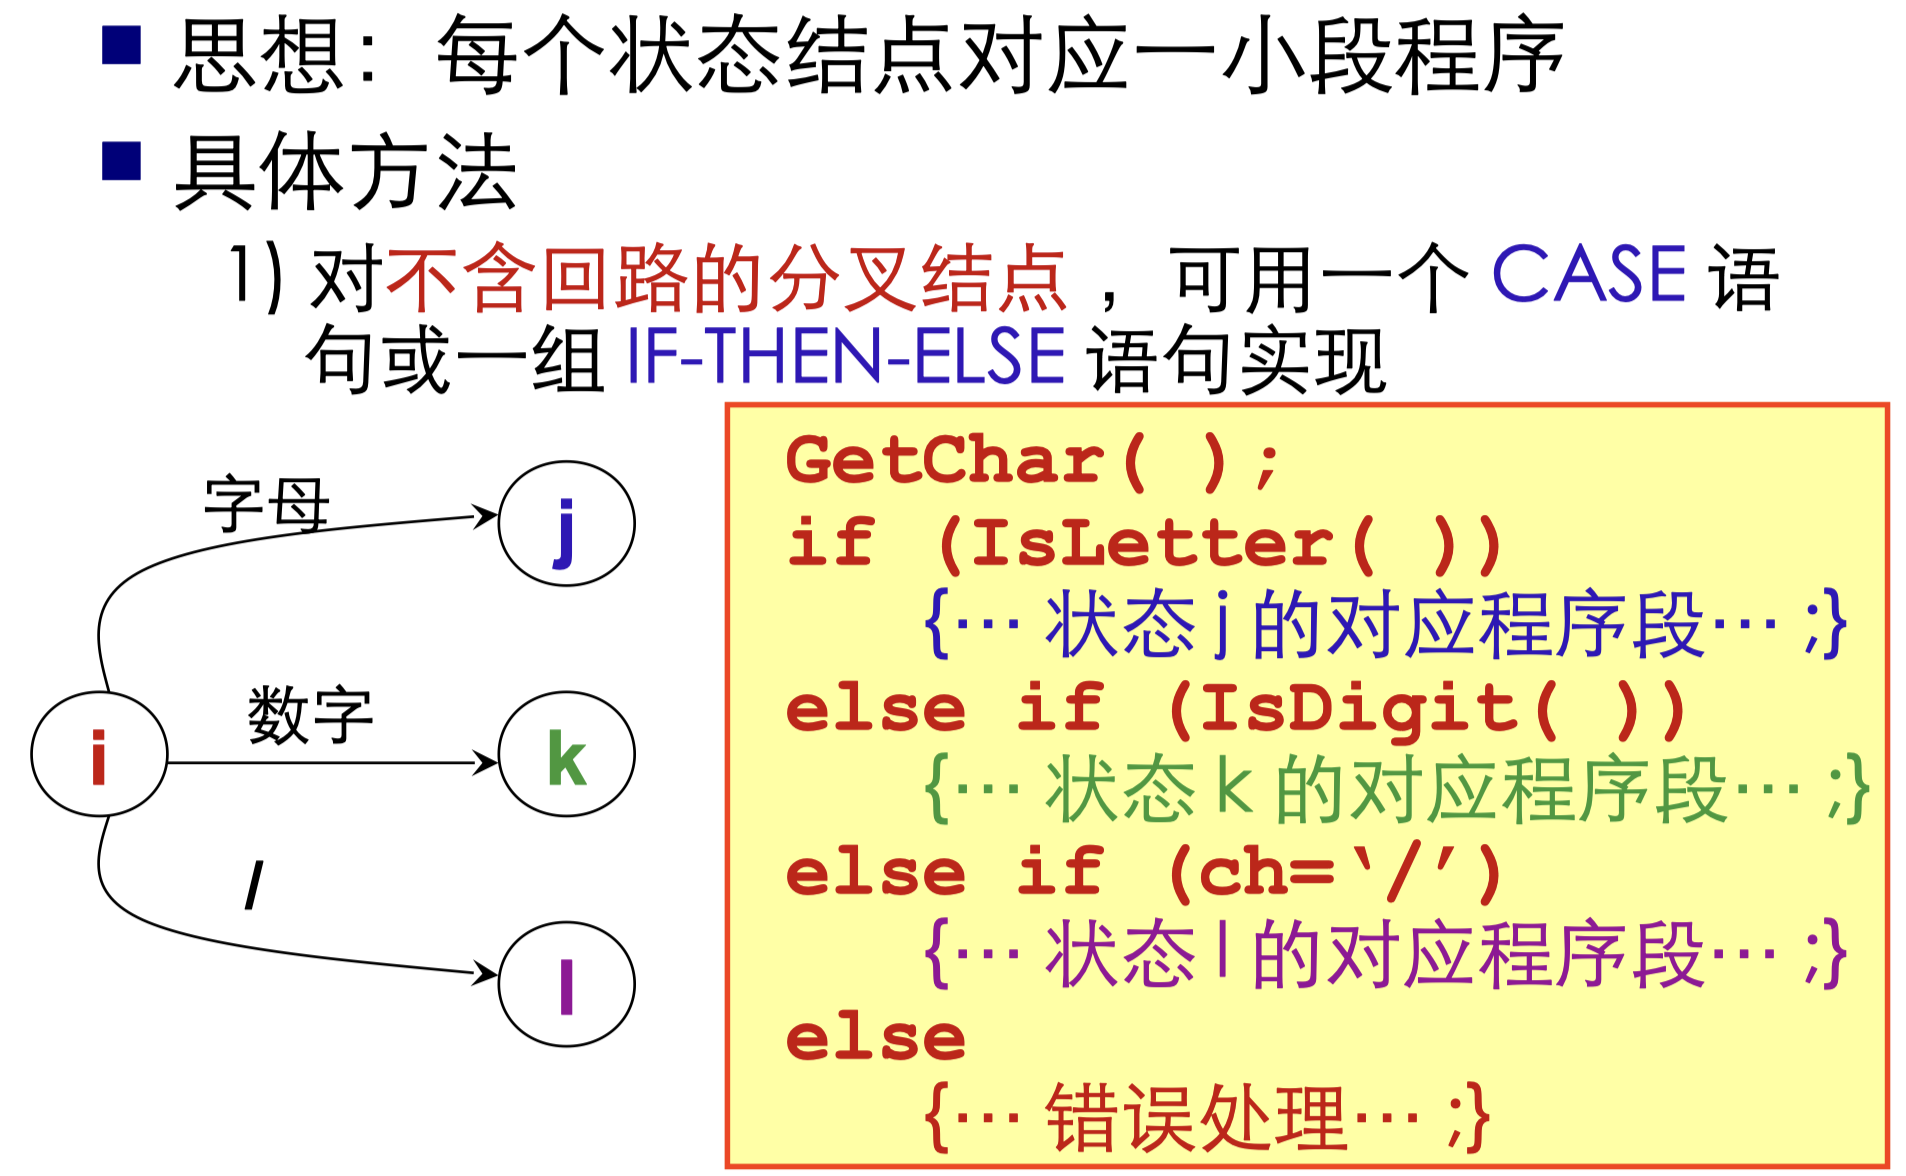 思想： 每个状态结点对应一小段程序
具体方法
1) 对不含回路的分叉结点 ， 可用一个 CASE 语
句或一组 IF-THEN-ELSE 语句实现
字母
j
数字
i
k
/
l
GetChar( );
if (IsLetter( ))
{… 状态 j 的对应程序段… ;}
else if (IsDigit( ))
{… 状态 k 的对应程序段… ;}
else if (ch=‘/’)
{… 状态 l 的对应程序段… ;}
else
{… 错误处理… ;}